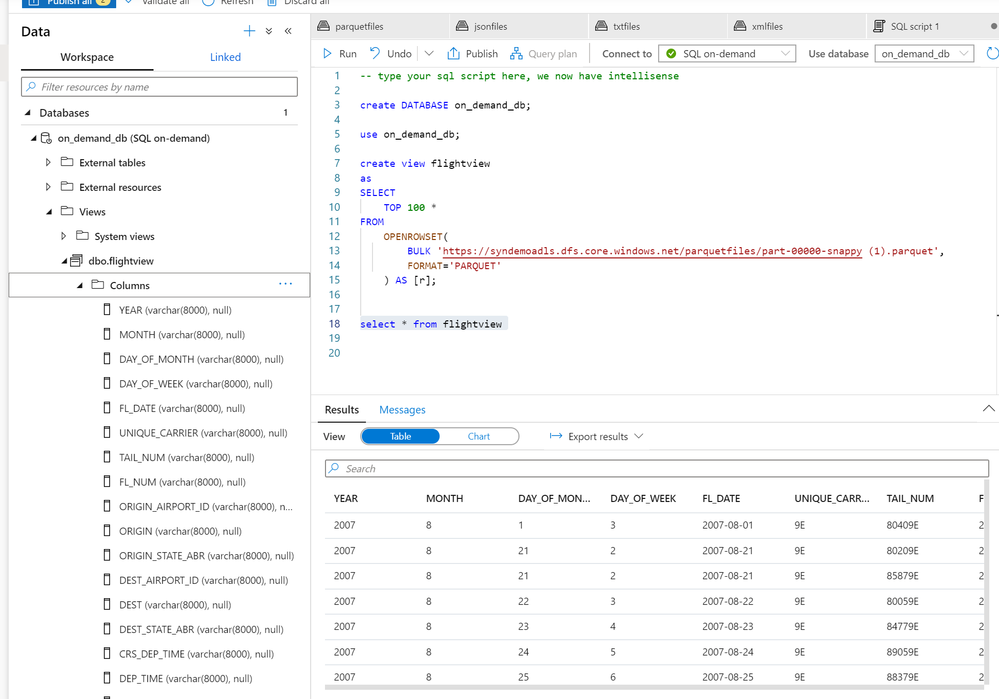 Publish all 2 Validate all Refresh Discard all
Data
Workspace Linked
Filter resources by name
Databases 1
on_demand_db (SQL on-demand)
External tables
External resources
Views
System views
dbo.flightview
Columns ...
YEAR (varchar(8000), null)
MONTH (varchar(8000), null)
DAY_OF_MONTH (varchar(8000), null)
DAY_OF_WEEK (varchar(8000), null)
FL_DATE (varchar(8000), null)
UNIQUE_CARRIER (varchar(8000), null)
TAIL_NUM (varchar(8000), null)
FL_NUM (varchar(8000), null)
ORIGIN_AIRPORT_ID (varchar(8000), n...
ORIGIN (varchar(8000), null)
ORIGIN_STATE_ABR (varchar(8000), null)
DEST_AIRPORT_ID (varchar(8000), null)
DEST (varchar(8000), null)
DEST_STATE_ABR (varchar(8000), null)
CRS_DEP_TIME (varchar(8000), null)
DEP_TIME (varchar(8000), null)
parquetfiles jsonfiles txtfiles xmlfiles SQL script 1
Run Undo Publish Query plan Connect to SQL on-demand Use database on_demand_db
1 -- type your sql script here, we now have intellisense
2
3 create DATABASE on_demand_db;
4
5 use on_demand_db;
6
7 create view flightview
8 as
9 SELECT
10 TOP 100 *
11 FROM
12 OPENROWSET(
13 BULK 'https://syndemoadls.dfs.core.windows.net/parquetfiles/part-00000-snappy (1).parquet',
14 FORMAT='PARQUET'
15 ) AS [r];
16
17
18 select * from flightview
19
20
Results Messages
View Table Chart Export results
Search
YEAR MONTH DAY_OF_MON... DAY_OF_WEEK FL_DATE UNIQUE_CARR... TAIL_NUM F
2007 8 1 3 2007-08-01 9E 80409E 2
2007 8 21 2 2007-08-21 9E 80209E 2
2007 8 21 2 2007-08-21 9E 85879E 2
2007 8 22 3 2007-08-22 9E 80059E 2
2007 8 23 4 2007-08-23 9E 84779E 2
2007 8 24 5 2007-08-24 9E 89059E 2
2007 8 25 6 2007-08-25 9E 88379E 2